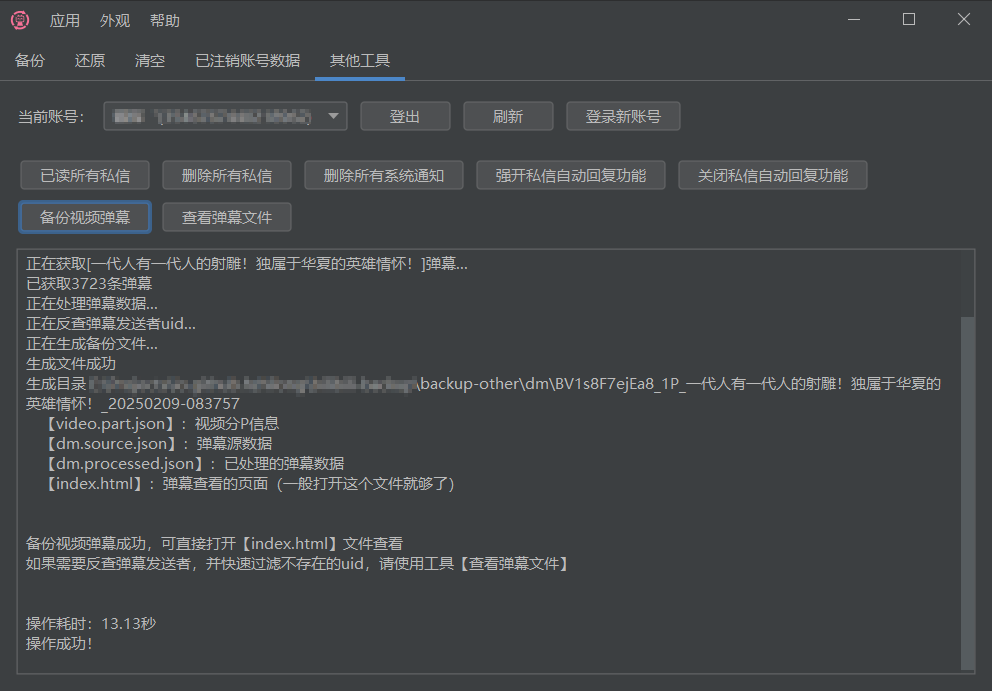 应用 外观 帮助
备份 还原 清空 已注销账号数据 其他工具
当前账号： 登出 刷新 登录新账号
已读所有私信 删除所有私信 删除所有系统通知 强开私信自动回复功能 关闭私信自动回复功能
备份视频弹幕 查看弹幕文件
正在获取[一代人有一代人的射雕！独属于华夏的英雄情怀！]弹幕...
已获取3723条弹幕
正在处理弹幕数据...
正在反查弹幕发送者uid...
正在生成备份文件...
生成文件成功
生成目录 \backup-other\dm\BV1s8F7ejEa8_1P_一代人有一代人的射雕！独属于华夏的
英雄情怀！_20250209-083757
【video.part.json】：视频分P信息
【dm.source.json】：弹幕源数据
【dm.processed.json】：已处理的弹幕数据
【index.html】：弹幕查看的页面（一般打开这个文件就够了）
备份视频弹幕成功，可直接打开【index.html】文件查看
如果需要反查弹幕发送者，并快速过滤不存在的uid，请使用工具【查看弹幕文件】
操作耗时：13.13秒
操作成功！